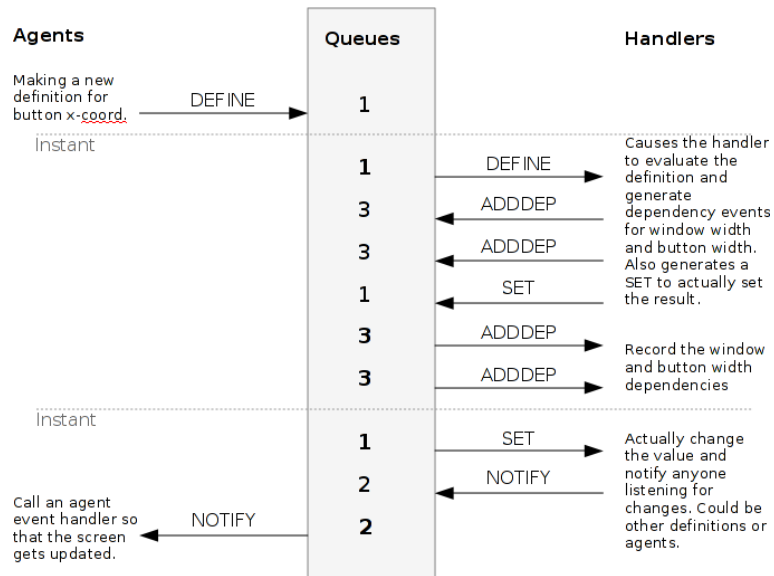 Agents
Queues
Handlers
Making a new
definition for
button x-coord.
DEFINE
1
Instant
1
DEFINE
3
ADDDEP
3
ADDDEP
1
SET
Causes the handler
to evaluate the
definition and
generate
dependency events
for window width
and button width.
Also generates a
SET to actually set
the result.
3
ADDDEP
3
ADDDEP
Record the window
and button width
dependencies
Instant
1
SET
2
NOTIFY
Actually change
the value and
notify anyone
listening for
changes. Could be
other definitions or
agents.
Call an agent
event handler so
that the screen
gets updated.
NOTIFY
2